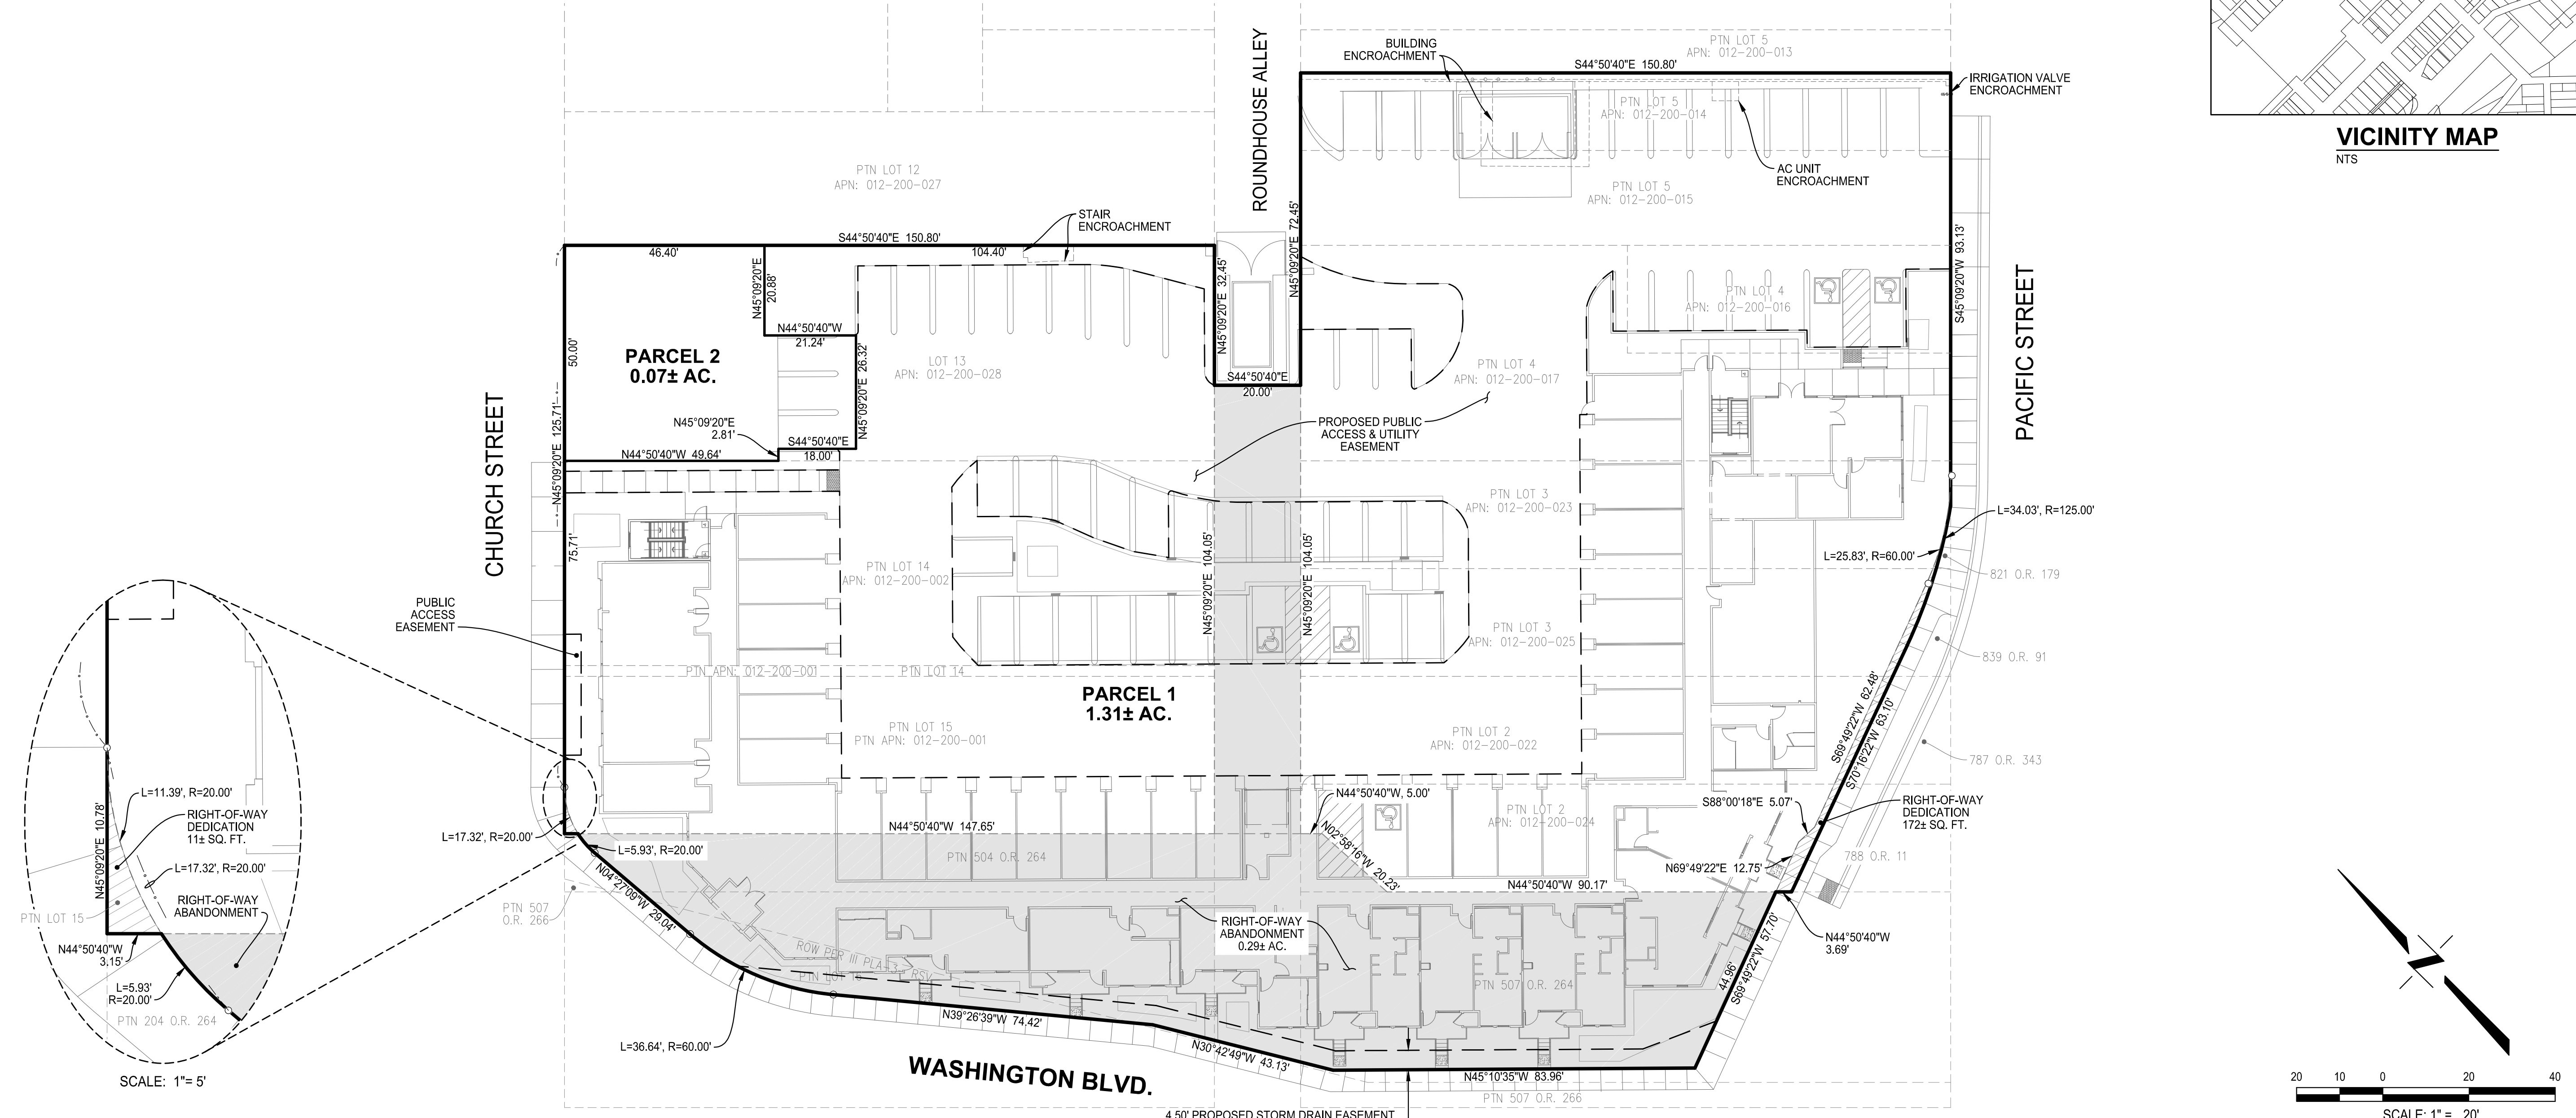 VICINITY MAP
NTS
ROUNDHOUSE ALLEY
BUILDING
ENCROACHMENT
PTN LOT 5
APN: 012-200-013
S44°50'40"E 150.80'
IRRIGATION VALVE
ENCROACHMENT
PTN LOT 5
APN: 012-200-014
AC UNIT
ENCROACHMENT
PTN LOT 5
APN: 012-200-015
PTN LOT 12
APN: 012-200-027
STAIR
ENCROACHMENT
S44°50'40"E 150.80'
46.40'
104.40'
N45°09'20"E
20.88'
N44°50'40"W
21.24'
N45°09'20"E 26.32'
N45°09'20"E 32.45'
N45°09'20"E 72.45'
S44°50'40"E
20.00'
S45°09'20"W 93.13'
PACIFIC STREET
PTN LOT 4
APN: 012-200-016
PTN LOT 4
APN: 012-200-017
LOT 13
APN: 012-200-028
PARCEL 2
0.07± AC.
50.00'
N45°09'20"E 125.71'
CHURCH STREET
N45°09'20"E
2.81'
S44°50'40"E
18.00'
N44°50'40"W 49.64'
PROPOSED PUBLIC
ACCESS & UTILITY
EASEMENT
75.71'
PTN LOT 3
APN: 012-200-023
N45°09'20"E 104.05'
N45°09'20"E 104.05'
L=34.03', R=125.00'
L=25.83', R=60.00'
821 O.R. 179
PTN LOT 14
APN: 012-200-002
PUBLIC
ACCESS
EASEMENT
PTN LOT 3
APN: 012-200-025
839 O.R. 91
PTN APN: 012-200-001
PTN LOT 14
PARCEL 1
1.31± AC.
S69°49'22"W 62.48'
S70°16'22"W 63.10'
PTN LOT 15
PTN APN: 012-200-001
PTN LOT 2
APN: 012-200-022
787 O.R. 343
L=11.39', R=20.00'
RIGHT-OF-WAY
DEDICATION
11± SQ. FT.
N45°09'20"E 10.78'
L=17.32', R=20.00'
RIGHT-OF-WAY
ABANDONMENT
PTN LOT 15
N44°50'40"W
3.15'
L=5.93'
R=20.00'
PTN 204 O.R. 264
SCALE: 1"= 5'
L=17.32', R=20.00'
L=5.93', R=20.00'
N44°50'40"W 147.65'
PTN 504 O.R. 264
N44°50'40"W, 5.00'
N02°58'16"W 20.23'
PTN LOT 2
APN: 012-200-024
S88°00'18"E 5.07'
RIGHT-OF-WAY
DEDICATION
172± SQ. FT.
N69°49'22"E 12.75'
788 O.R. 11
N44°50'40"W 90.17'
N04°27'09"W 29.04'
PTN 507
O.R. 266
RIGHT-OF-WAY
ABANDONMENT
0.29± AC.
N44°50'40"W
3.69'
S69°49'22"W 57.70'
44.96'
PTN 507 O.R. 264
N39°26'39"W 74.42'
L=36.64', R=60.00'
N30°42'49"W 43.13'
WASHINGTON BLVD.
N45°10'35"W 83.96'
PTN 507 O.R. 266
4.50' PROPOSED STORM DRAIN EASEMENT
20 10 0 20 40
SCALE: 1" = 20'